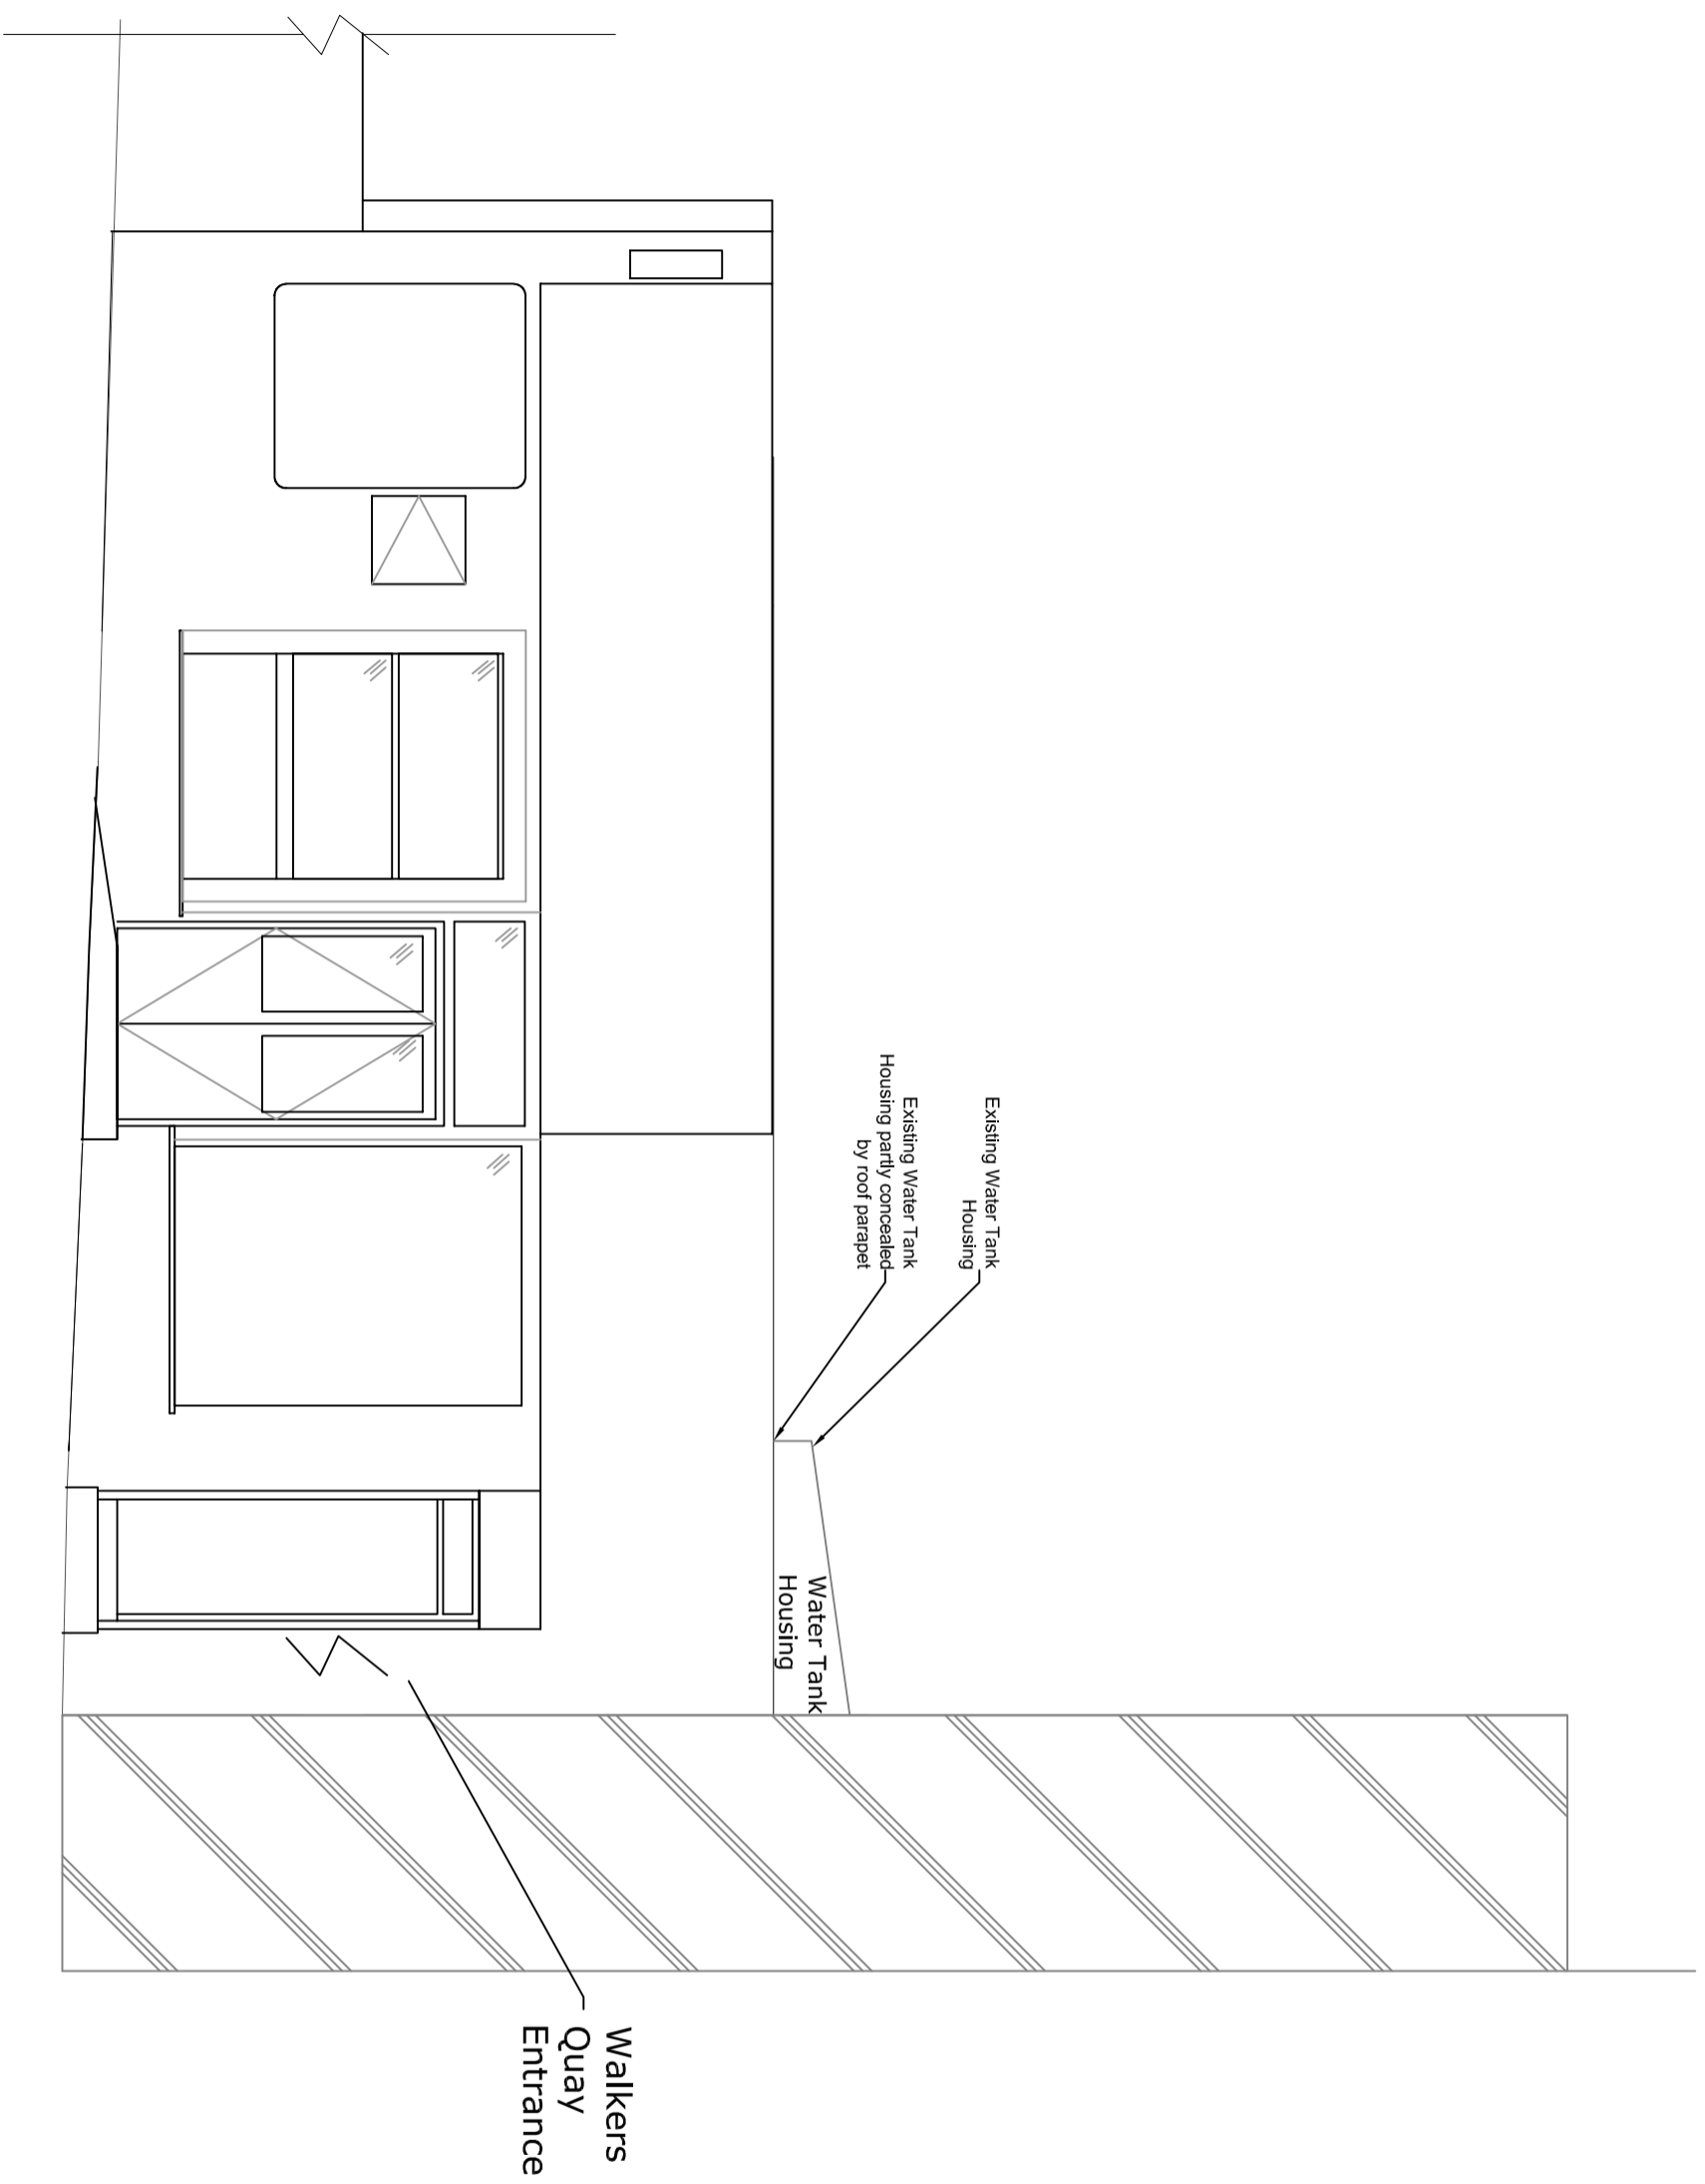 Existing Water Tank
Housing
Existing Water Tank
Housing partly concealed
by roof parapet
Water Tank
Housing
Walkers
Quay
Entrance